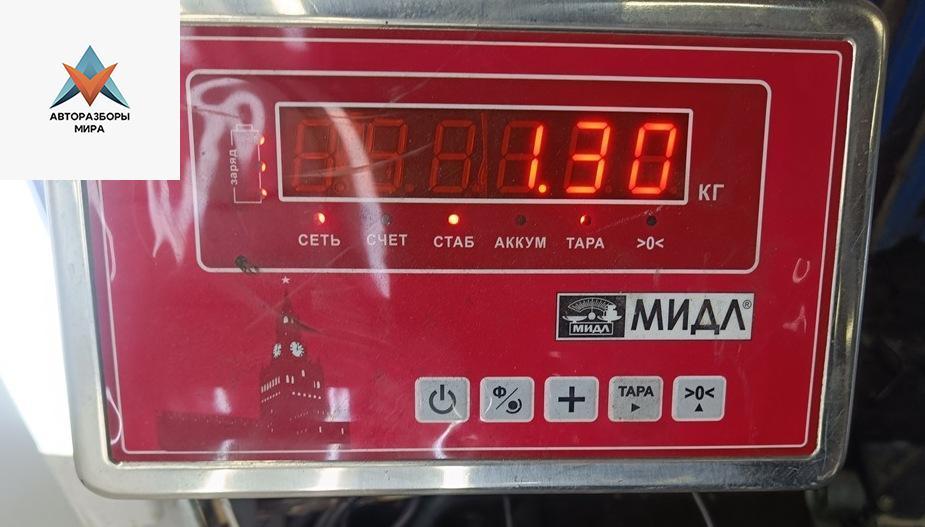 АВТОРАЗБОРЫ
МИРА
заряд
1.30
КГ
СЕТЬ СЧЕТ СТАБ АККУМ ТАРА >0<
МИДЛ МИДЛ®
Ф ТАРА >0<